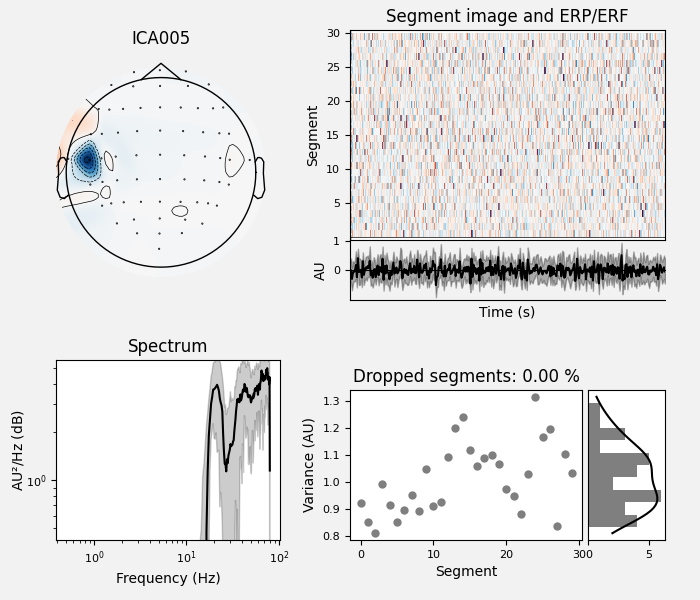 ICA005
Segment image and ERP/ERF
Segment
30
25
20
15
10
5
AU
1
0
Time (s)
Spectrum
AU²/Hz (dB)
10⁰
10⁰
10¹
10²
Frequency (Hz)
Dropped segments: 0.00 %
Variance (AU)
1.3
1.2
1.1
1.0
0.9
0.8
0
10
20
30
0
5
Segment